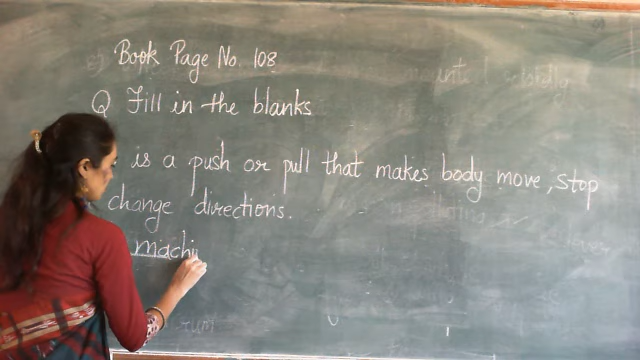 Book Page No. 108
Q Fill in the blanks
is a push or pull that makes body move, stop
change directions.
machi